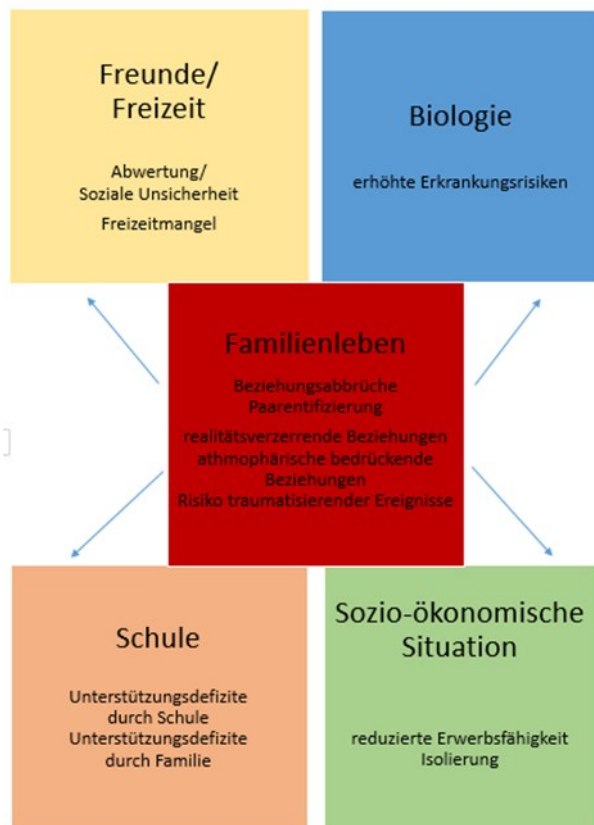 Freunde/
Freizeit
Abwertung/
Soziale Unsicherheit
Freizeitmangel
Biologie
erhöhte Erkrankungsrisiken
Familienleben
Beziehungsabbrüche
Paarentifizierung
realitätsverzerrende Beziehungen
athmophärische bedrückende
Beziehungen
Risiko traumatisierender Ereignisse
Schule
Unterstützungsdefizite
durch Schule
Unterstützungsdefizite
durch Familie
Sozio-ökonomische
Situation
reduzierte Erwerbsfähigkeit
Isolierung